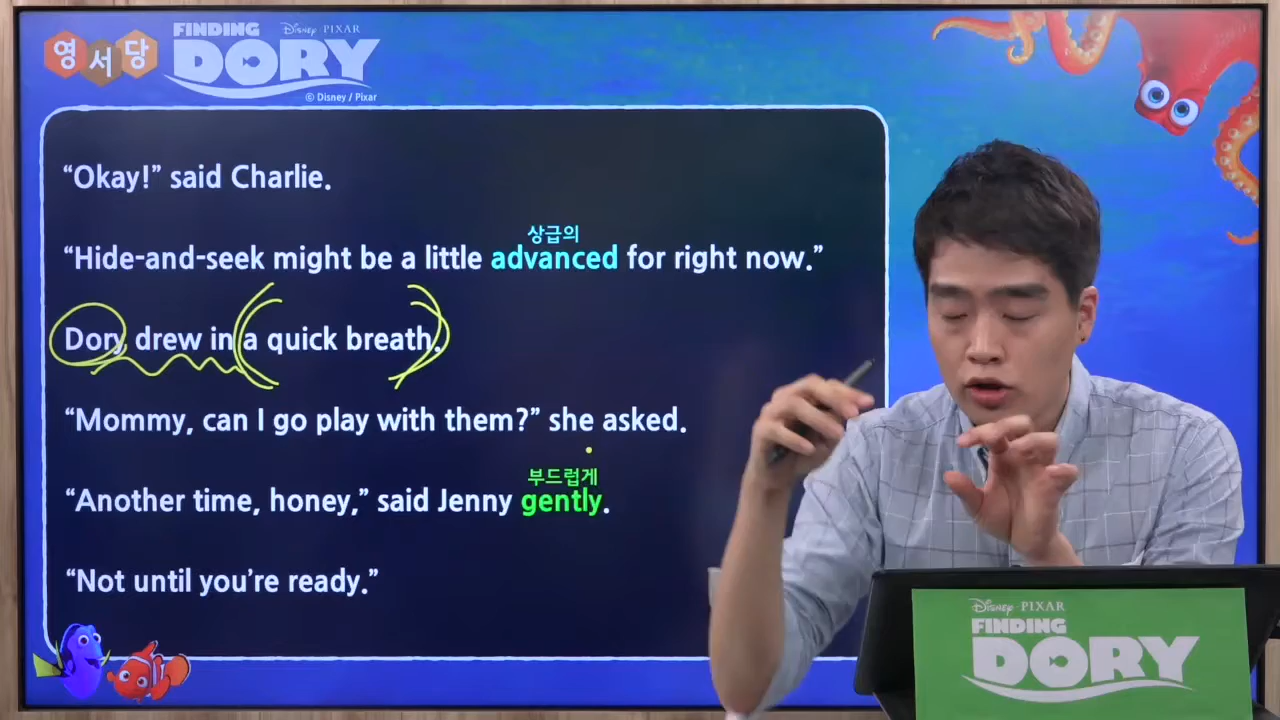 영서당
FINDING
DORY
Disney PIXAR
© Disney / Pixar
“Okay!” said Charlie.
상급의
“Hide-and-seek might be a little advanced for right now.”
Dory drew in a quick breath.
“Mommy, can I go play with them?” she asked.
부드럽게
“Another time, honey,” said Jenny gently.
“Not until you’re ready.”
Disney · PIXAR
FINDING
DORY